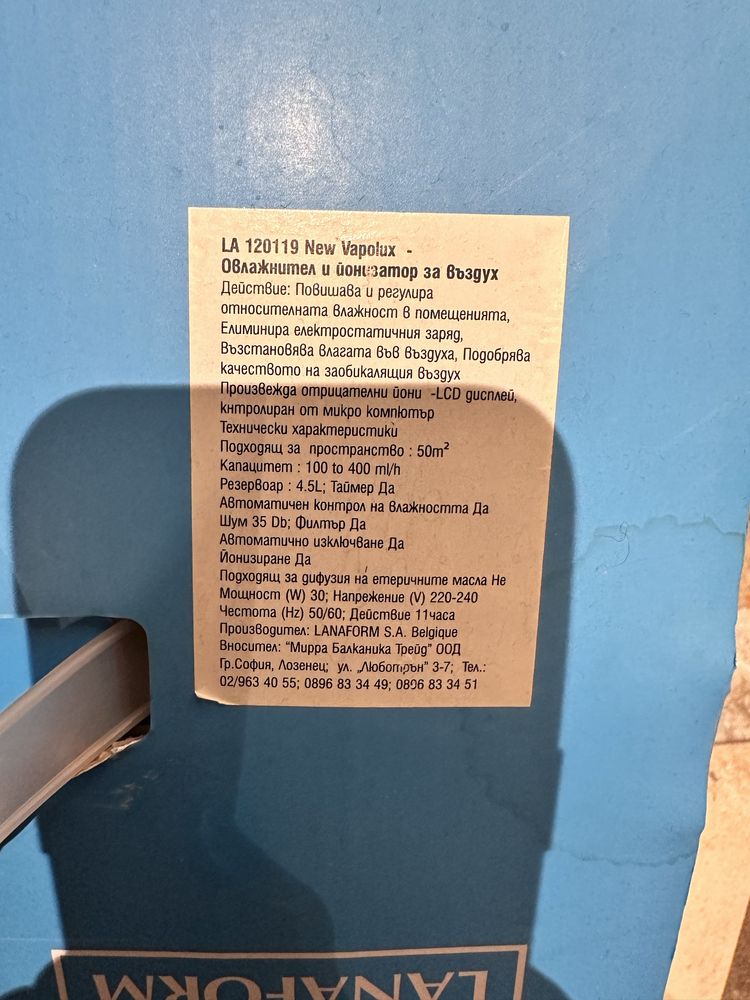 LA 120119 New Vapolux -
Овлажнител и йонизатор за въздух
Действие: Повишава и регулира
относителната влажност в помещенията,
Елиминира електростатичния заряд,
Възстановява влагата във въздуха, Подобрява
качеството на заобикалящия въздух
Произвежда отрицателни йони -LCD дисплей,
кнтролиран от микро компютър
Технически характеристики
Подходящ за пространство : 50m²
Капацитет : 100 to 400 ml/h
Резервоар : 4.5L; Таймер Да
Автоматичен контрол на влажността Да
Шум 35 Db; Филтър Да
Автоматично изключване Да
Йонизиране Да
Подходящ за дифузия на етеричните масла Не
Мощност (W) 30; Напрежение (V) 220-240
Честота (Hz) 50/60; Действие 11часа
Производител: LANAFORM S.A. Belgique
Вносител: "Мирра Балканика Трейд" ООД
Гр.София, Лозенец; ул. „Люботрън" 3-7; Тел.:
02/963 40 55; 0896 83 34 49; 0896 83 34 51
LANAFORM